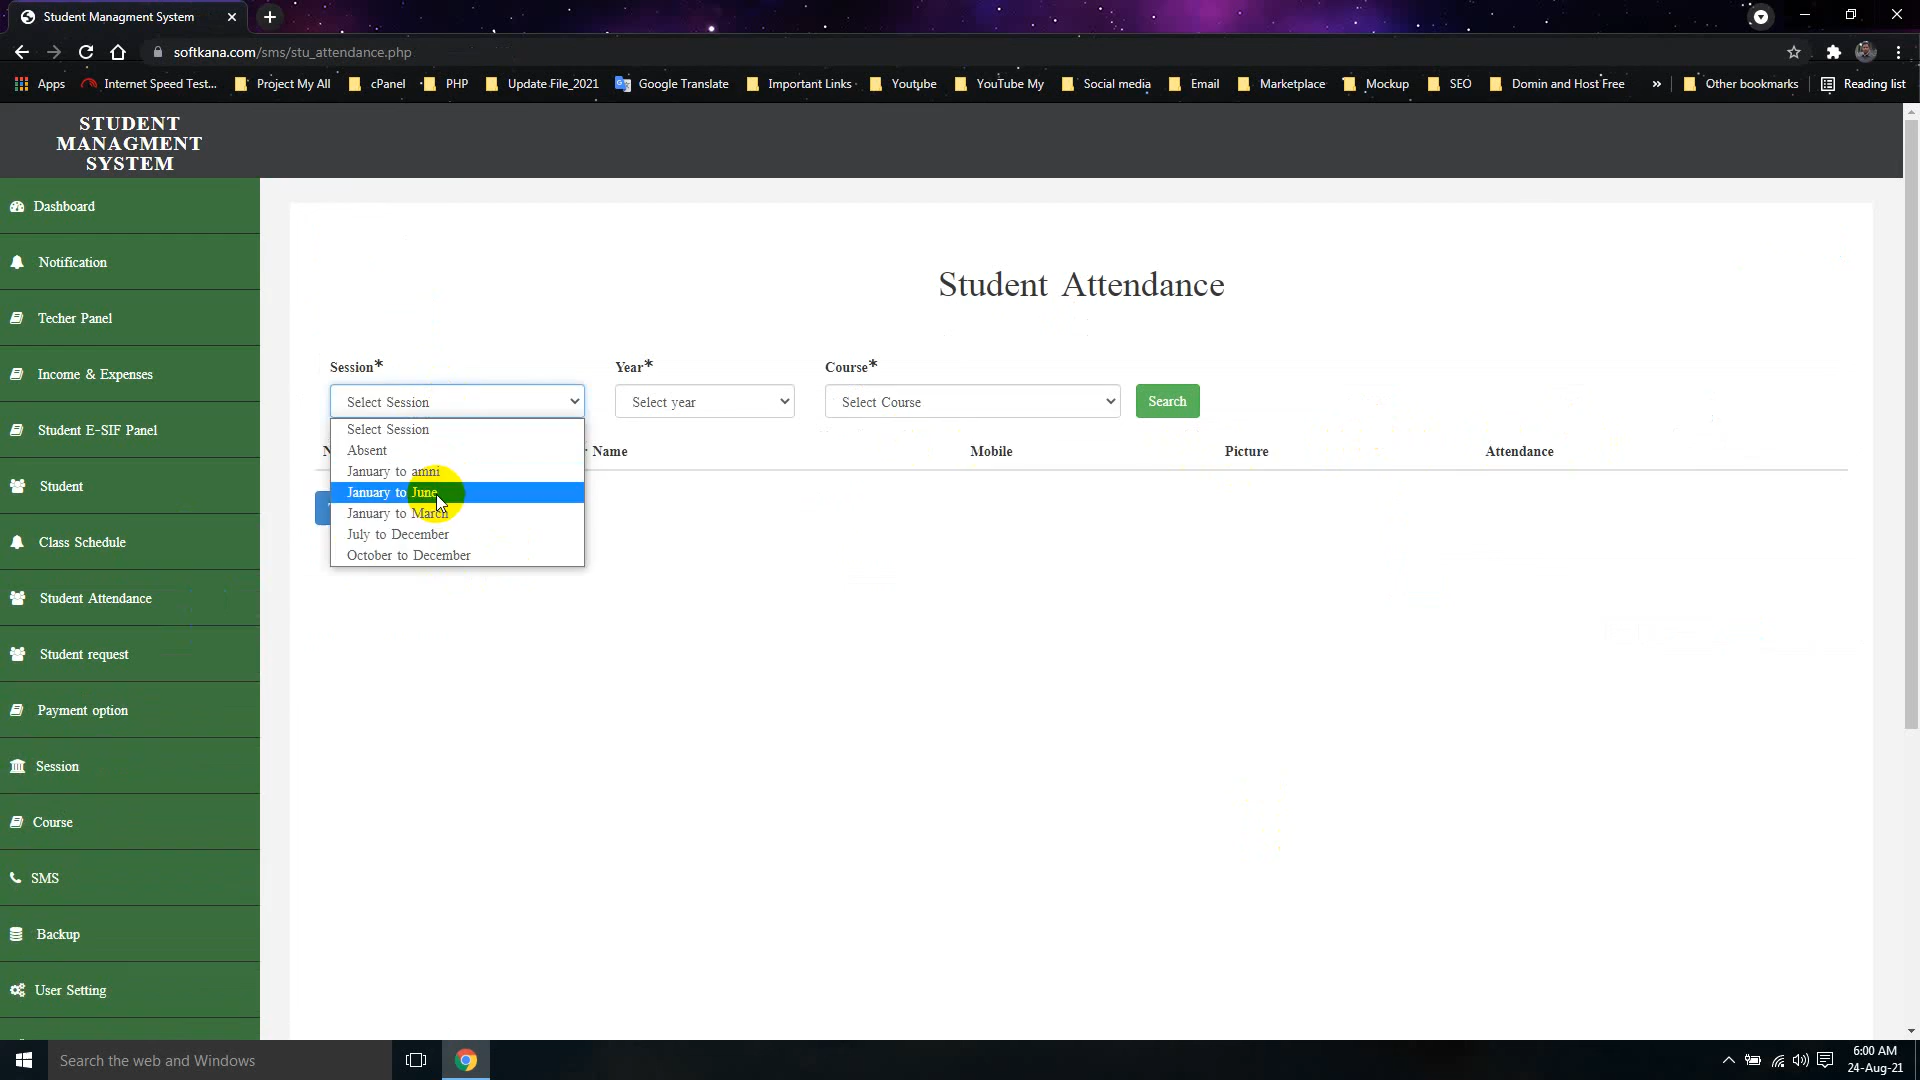 Student Managment System
softkana.com/sms/stu_attendance.php
Apps Internet Speed Test... Project My All cPanel PHP Update File_2021 Google Translate Important Links Youtube YouTube My Social media Email Marketplace Mockup SEO Domin and Host Free » Other bookmarks Reading list
STUDENT
MANAGMENT
SYSTEM
Dashboard
Notification
Techer Panel
Income & Expenses
Student E-SIF Panel
Student
Class Schedule
Student Attendance
Student request
Payment option
Session
Course
SMS
Backup
User Setting
Student Attendance
Session* Year* Course*
Select Session Select year Select Course Search
Name Mobile Picture Attendance
Select Session
Absent
January to amni
January to June
January to March
July to December
October to December
Search the web and Windows
6:00 AM
24-Aug-21